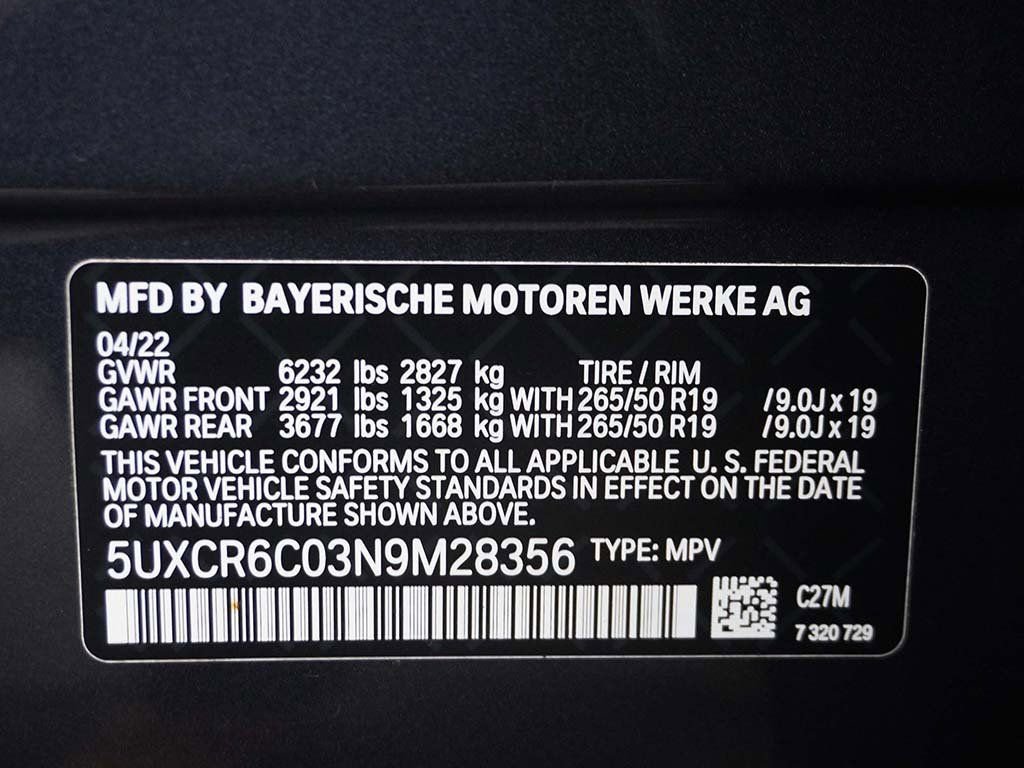 MFD BY BAYERISCHE MOTOREN WERKE AG
04/22
GVWR 6232 lbs 2827 kg TIRE / RIM
GAWR FRONT 2921 lbs 1325 kg WITH 265/50 R19 /9.0J x 19
GAWR REAR 3677 lbs 1668 kg WITH 265/50 R19 /9.0J x 19
THIS VEHICLE CONFORMS TO ALL APPLICABLE U. S. FEDERAL
MOTOR VEHICLE SAFETY STANDARDS IN EFFECT ON THE DATE
OF MANUFACTURE SHOWN ABOVE.
5UXCR6C03N9M28356 TYPE: MPV
C27M
7 320 729